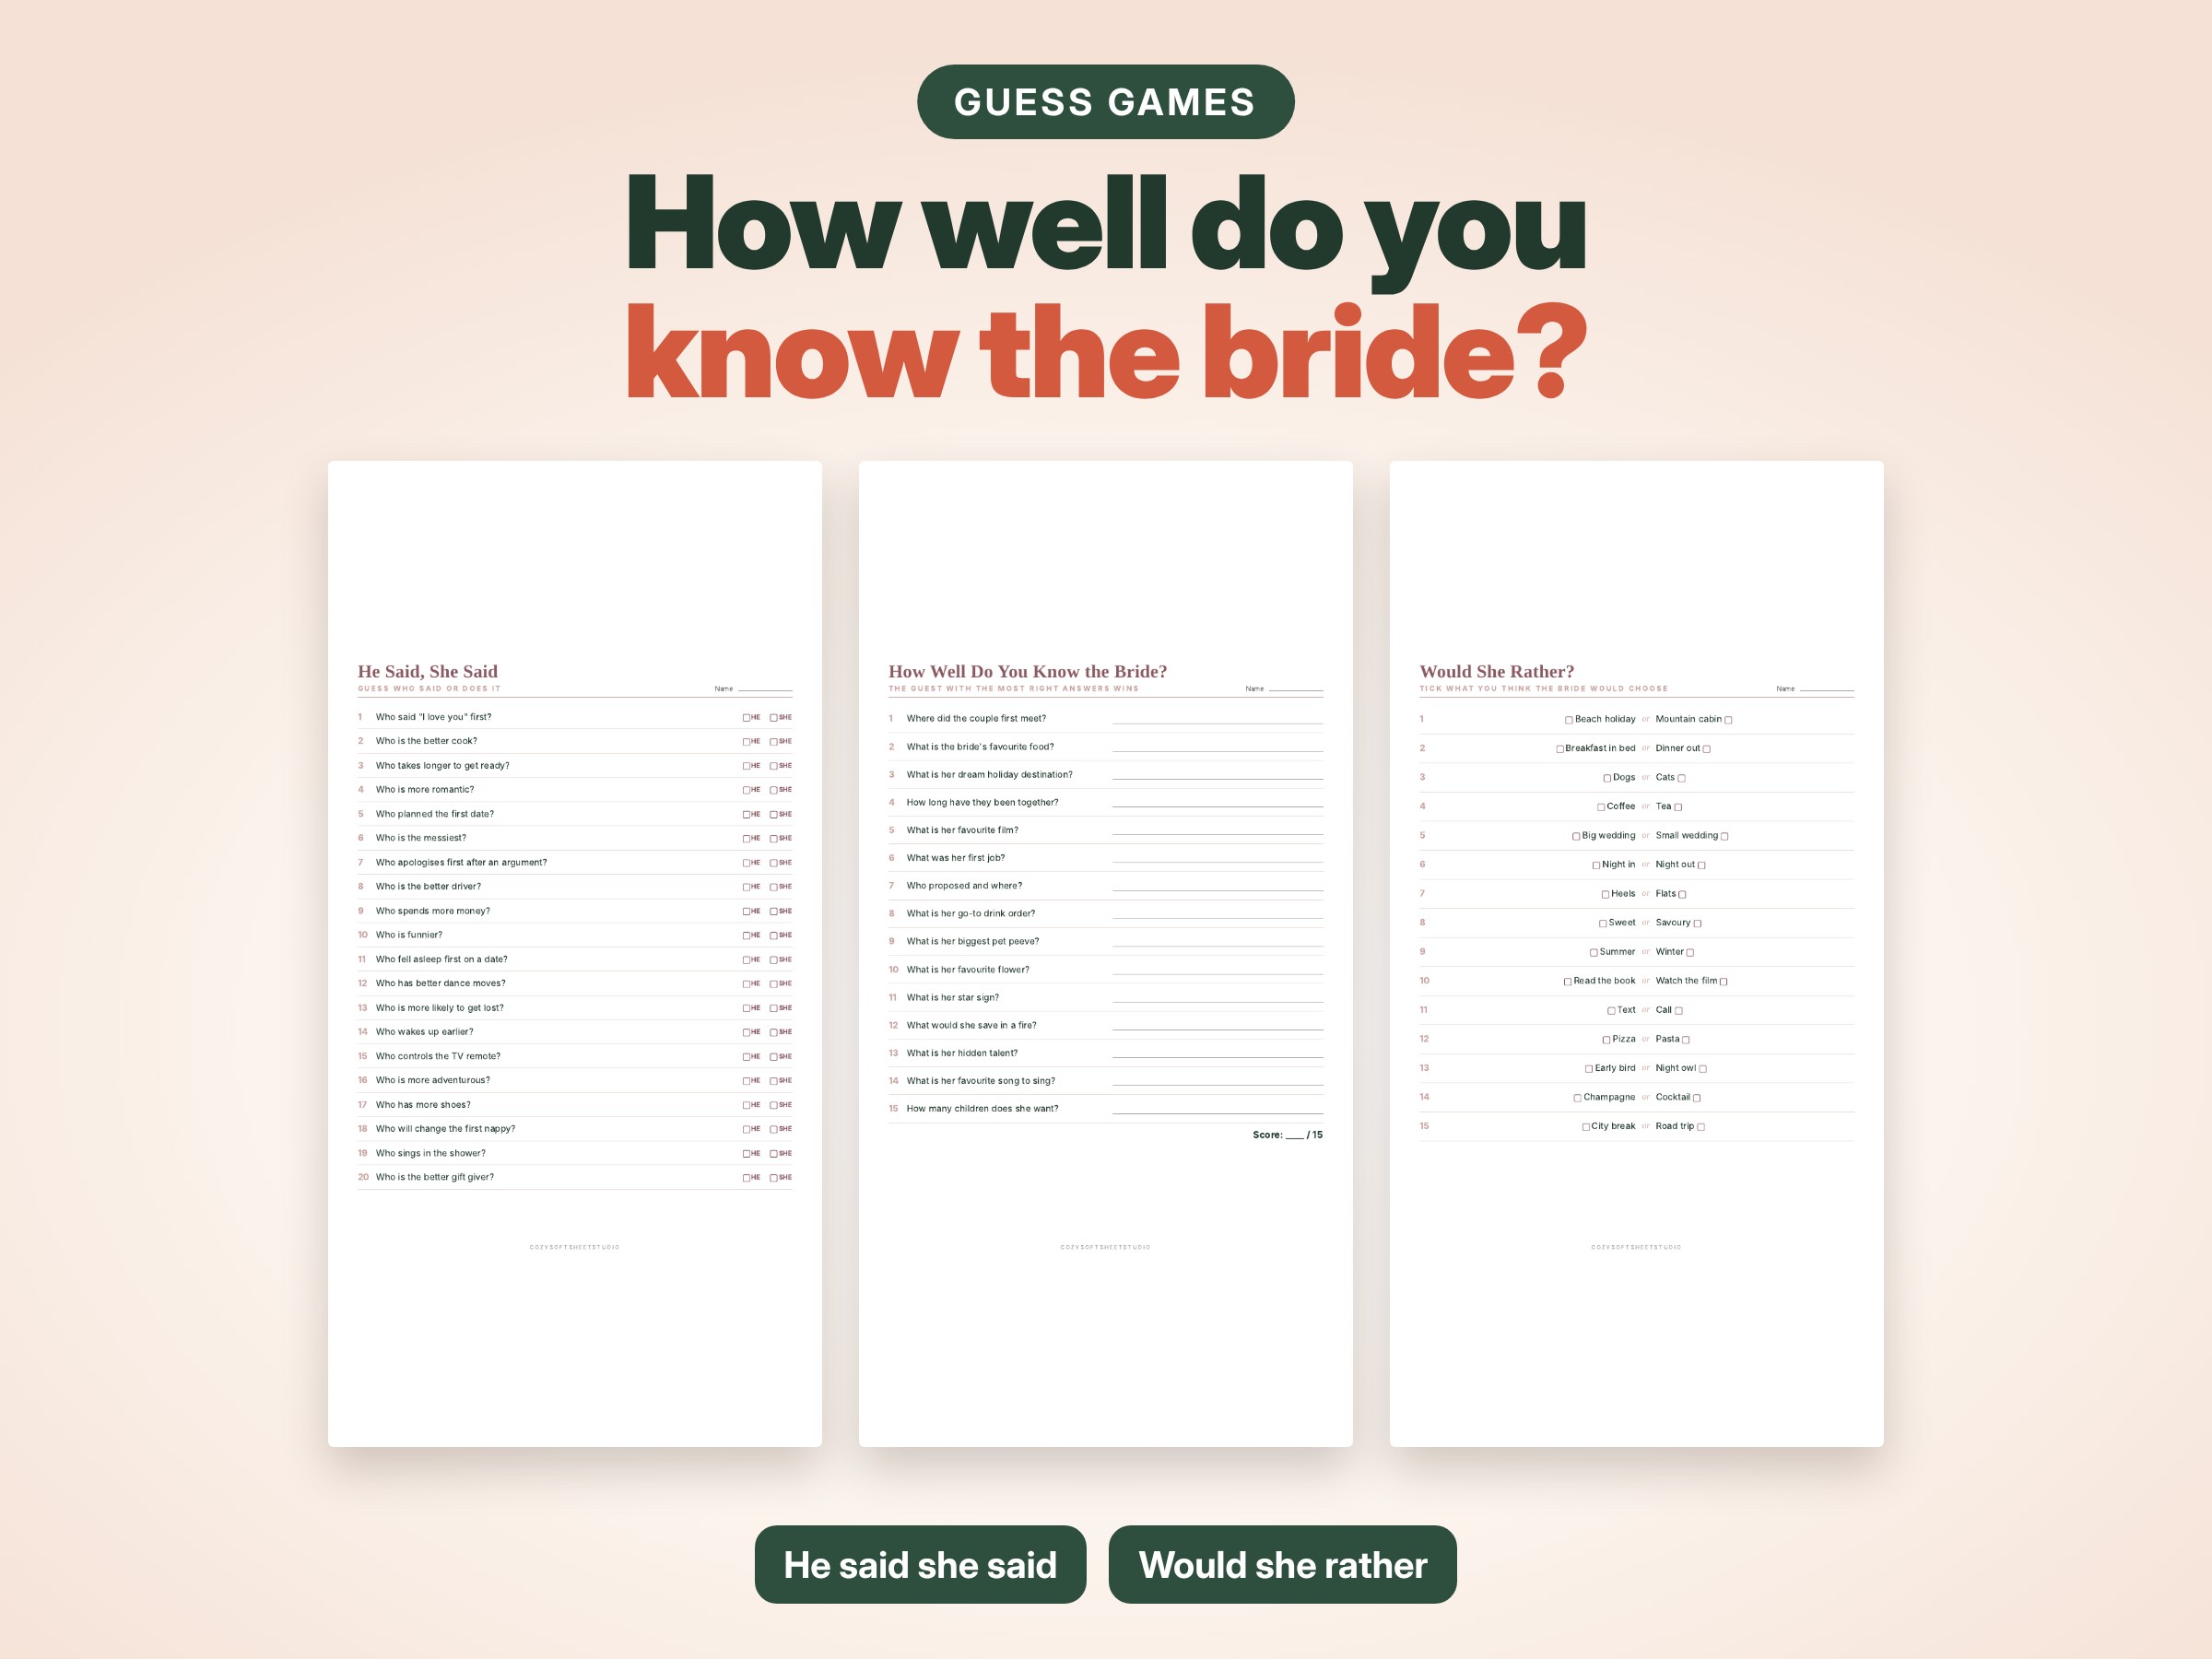 GUESS GAMES
How well do you
know the bride?
He Said, She Said
GUESS WHO SAID OR DOES IT
Name
1 Who said "I love you" first? HE SHE
2 Who is the better cook? HE SHE
3 Who takes longer to get ready? HE SHE
4 Who is more romantic? HE SHE
5 Who planned the first date? HE SHE
6 Who is the messiest? HE SHE
7 Who apologises first after an argument? HE SHE
8 Who is the better driver? HE SHE
9 Who spends more money? HE SHE
10 Who is funnier? HE SHE
11 Who fell asleep first on a date? HE SHE
12 Who has better dance moves? HE SHE
13 Who is more likely to get lost? HE SHE
14 Who wakes up earlier? HE SHE
15 Who controls the TV remote? HE SHE
16 Who is more adventurous? HE SHE
17 Who has more shoes? HE SHE
18 Who will change the first nappy? HE SHE
19 Who sings in the shower? HE SHE
20 Who is the better gift giver? HE SHE
COZYSOFTSHEETSTUDIO
How Well Do You Know the Bride?
THE GUEST WITH THE MOST RIGHT ANSWERS WINS
Name
1 Where did the couple first meet?
2 What is the bride's favourite food?
3 What is her dream holiday destination?
4 How long have they been together?
5 What is her favourite film?
6 What was her first job?
7 Who proposed and where?
8 What is her go-to drink order?
9 What is her biggest pet peeve?
10 What is her favourite flower?
11 What is her star sign?
12 What would she save in a fire?
13 What is her hidden talent?
14 What is her favourite song to sing?
15 How many children does she want?
Score: ___ / 15
COZYSOFTSHEETSTUDIO
Would She Rather?
TICK WHAT YOU THINK THE BRIDE WOULD CHOOSE
Name
1 Beach holiday or Mountain cabin
2 Breakfast in bed or Dinner out
3 Dogs or Cats
4 Coffee or Tea
5 Big wedding or Small wedding
6 Night in or Night out
7 Heels or Flats
8 Sweet or Savoury
9 Summer or Winter
10 Read the book or Watch the film
11 Text or Call
12 Pizza or Pasta
13 Early bird or Night owl
14 Champagne or Cocktail
15 City break or Road trip
COZYSOFTSHEETSTUDIO
He said she said
Would she rather